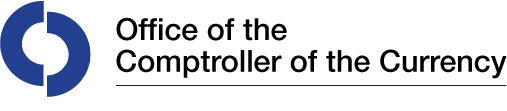 Office of the
Comptroller of the Currency